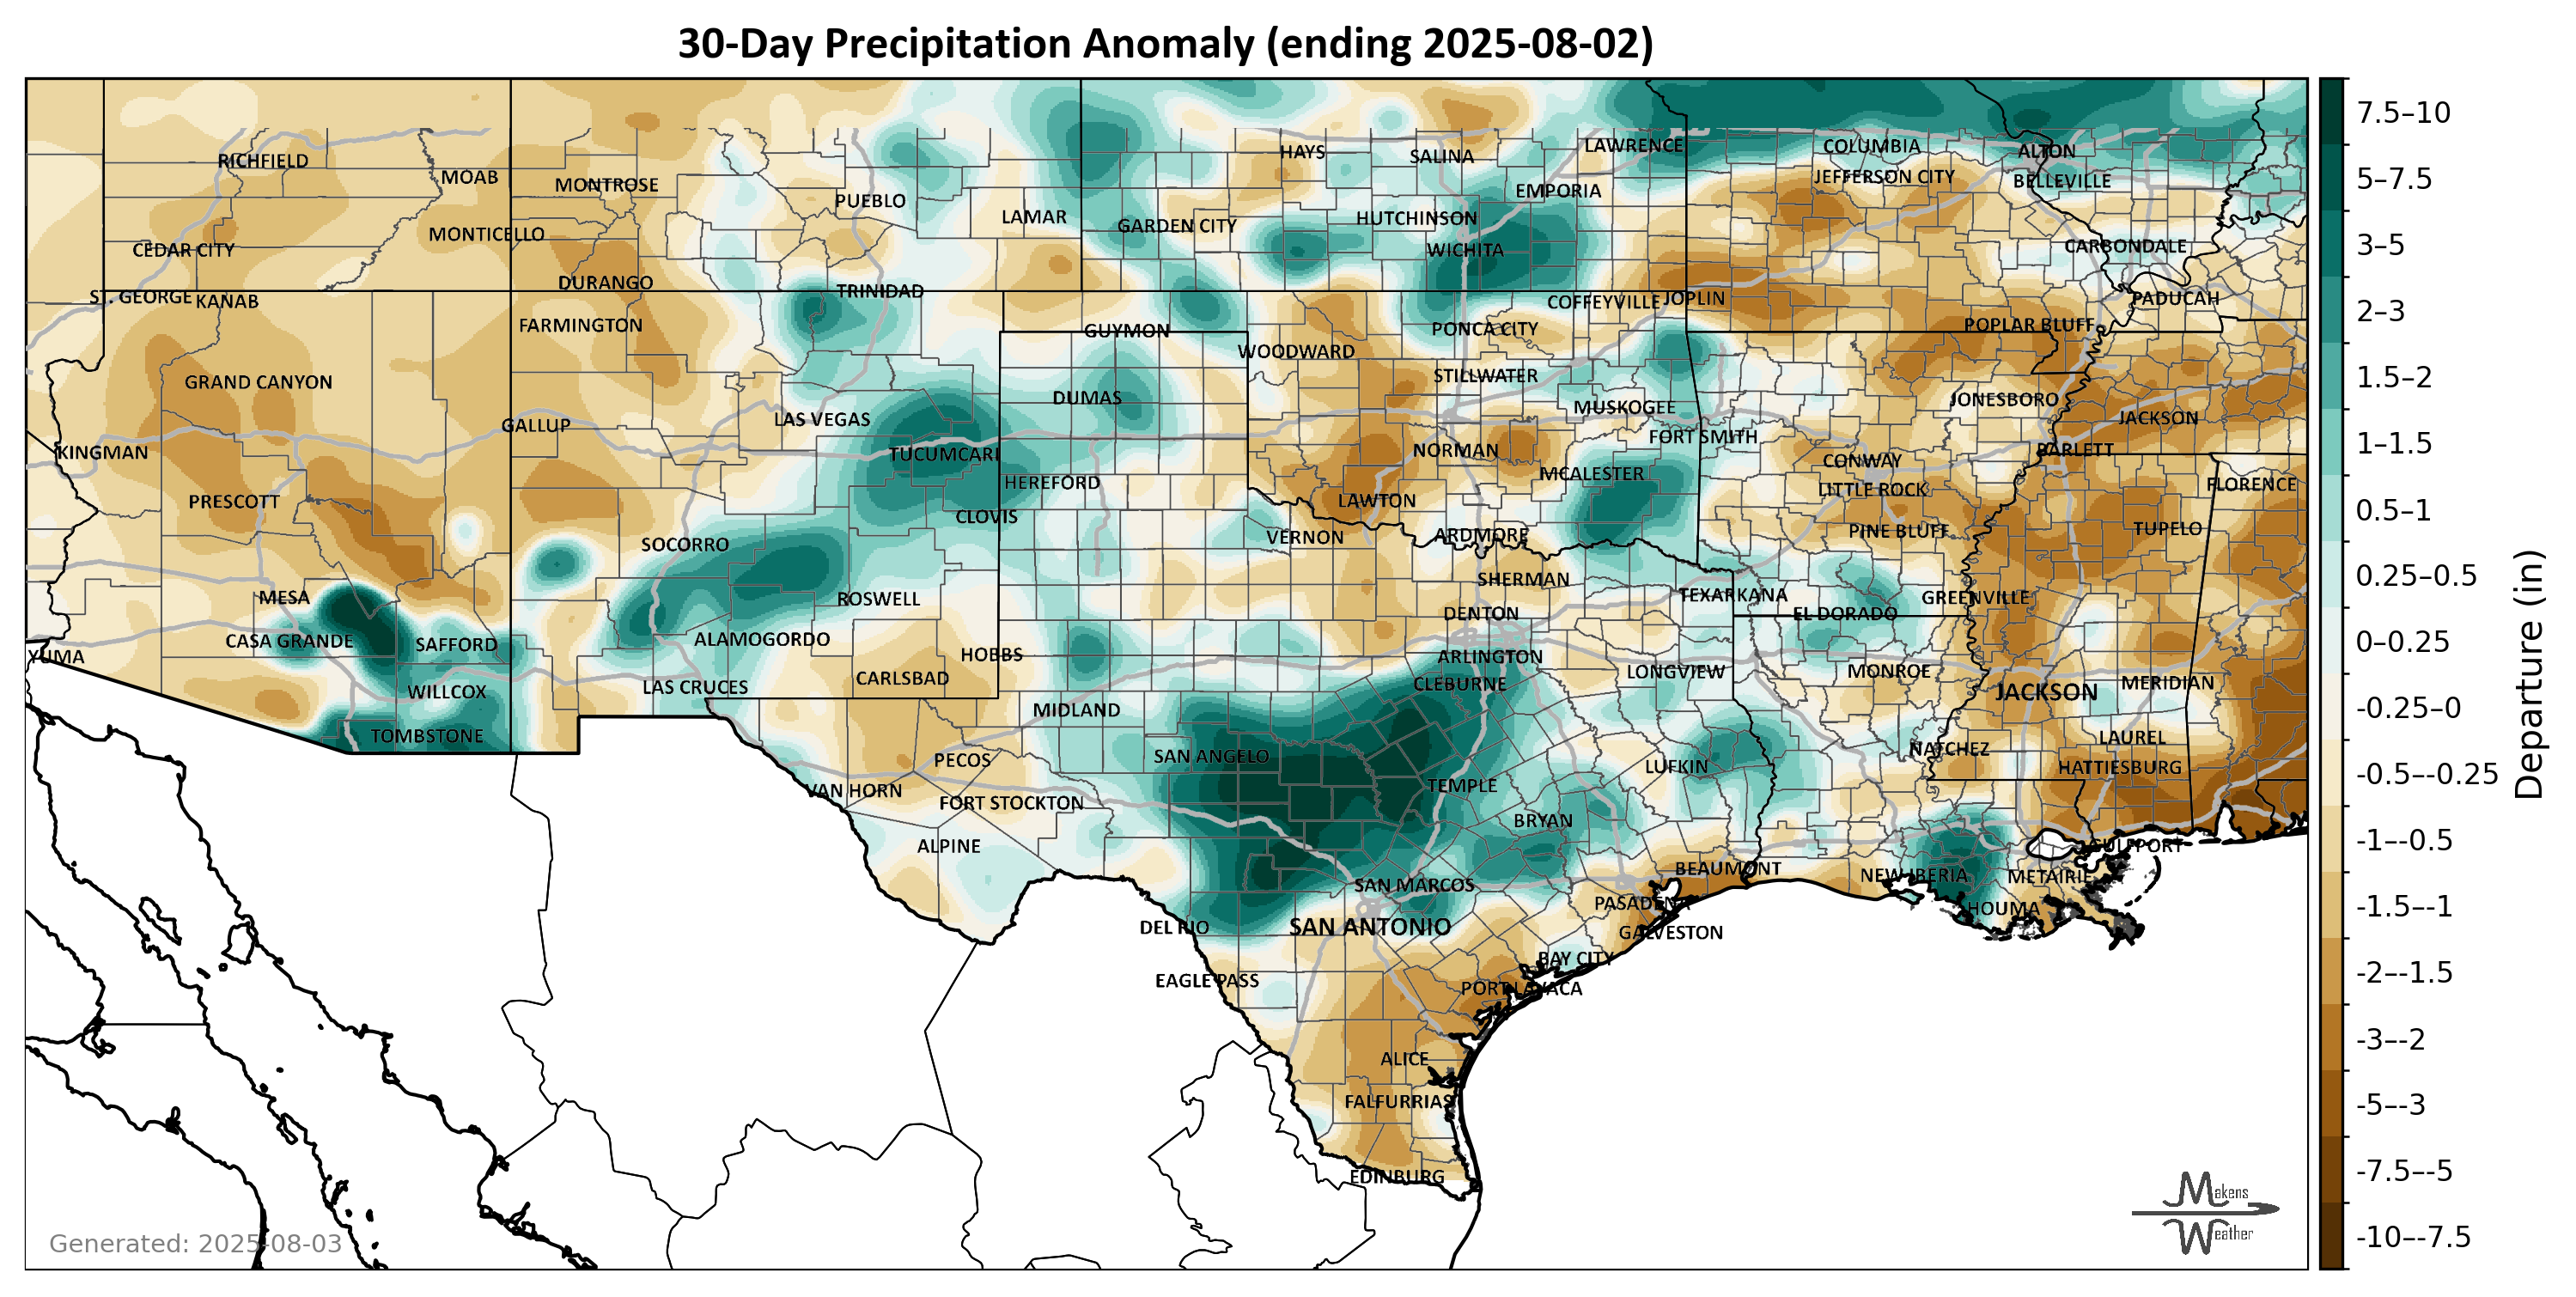 30-Day Precipitation Anomaly (ending 2025-08-02)
RICHFIELD
MOAB
MONTROSE
PUEBLO
LAMAR
HAYS
SALINA
LAWRENCE
COLUMBIA
ALTON
JEFFERSON CITY
BELLEVILLE
EMPORIA
GARDEN CITY
HUTCHINSON
WICHITA
CEDAR CITY
MONTICELLO
CARBONDALE
DURANGO
TRINIDAD
ST. GEORGE
KANAB
COFFEYVILLE
JOPLIN
PADUCAH
FARMINGTON
GUYMON
PONCA CITY
POPLAR BLUFF
WOODWARD
GRAND CANYON
STILLWATER
DUMAS
JONESBORO
MUSKOGEE
LAS VEGAS
JACKSON
GALLUP
FORT SMITH
KINGMAN
TUCUMCARI
NORMAN
BARLETT
CONWAY
MCALESTER
HEREFORD
LITTLE ROCK
FLORENCE
PRESCOTT
LAWTON
CLOVIS
PINE BLUFF
TUPELO
SOCORRO
VERNON
ARDMORE
SHERMAN
MESA
ROSWELL
TEXARKANA
GREENVILLE
DENTON
EL DORADO
CASA GRANDE
SAFFORD
ALAMOGORDO
YUMA
HOBBS
ARLINGTON
LONGVIEW
MONROE
CARLSBAD
CLEBURNE
MERIDIAN
WILLCOX
LAS CRUCES
JACKSON
MIDLAND
TOMBSTONE
LAUREL
NATCHEZ
SAN ANGELO
PECOS
LUFKIN
HATTIESBURG
TEMPLE
VAN HORN
FORT STOCKTON
BRYAN
ALPINE
GULFPORT
BEAUMONT
NEW IBERIA
METAIRIE
SAN MARCOS
PASADENA
HOUMA
DEL RIO
SAN ANTONIO
GALVESTON
BAY CITY
EAGLE PASS
PORT LAVACA
ALICE
FALFURRIAS
EDINBURG
7.5–10
5–7.5
3–5
2–3
1.5–2
1–1.5
0.5–1
0.25–0.5
0–0.25
-0.25–0
-0.5–-0.25
-1–-0.5
-1.5–-1
-2–-1.5
-3–-2
-5–-3
-7.5–-5
-10–-7.5
Departure (in)
Makens
Weather
Generated: 2025-08-03